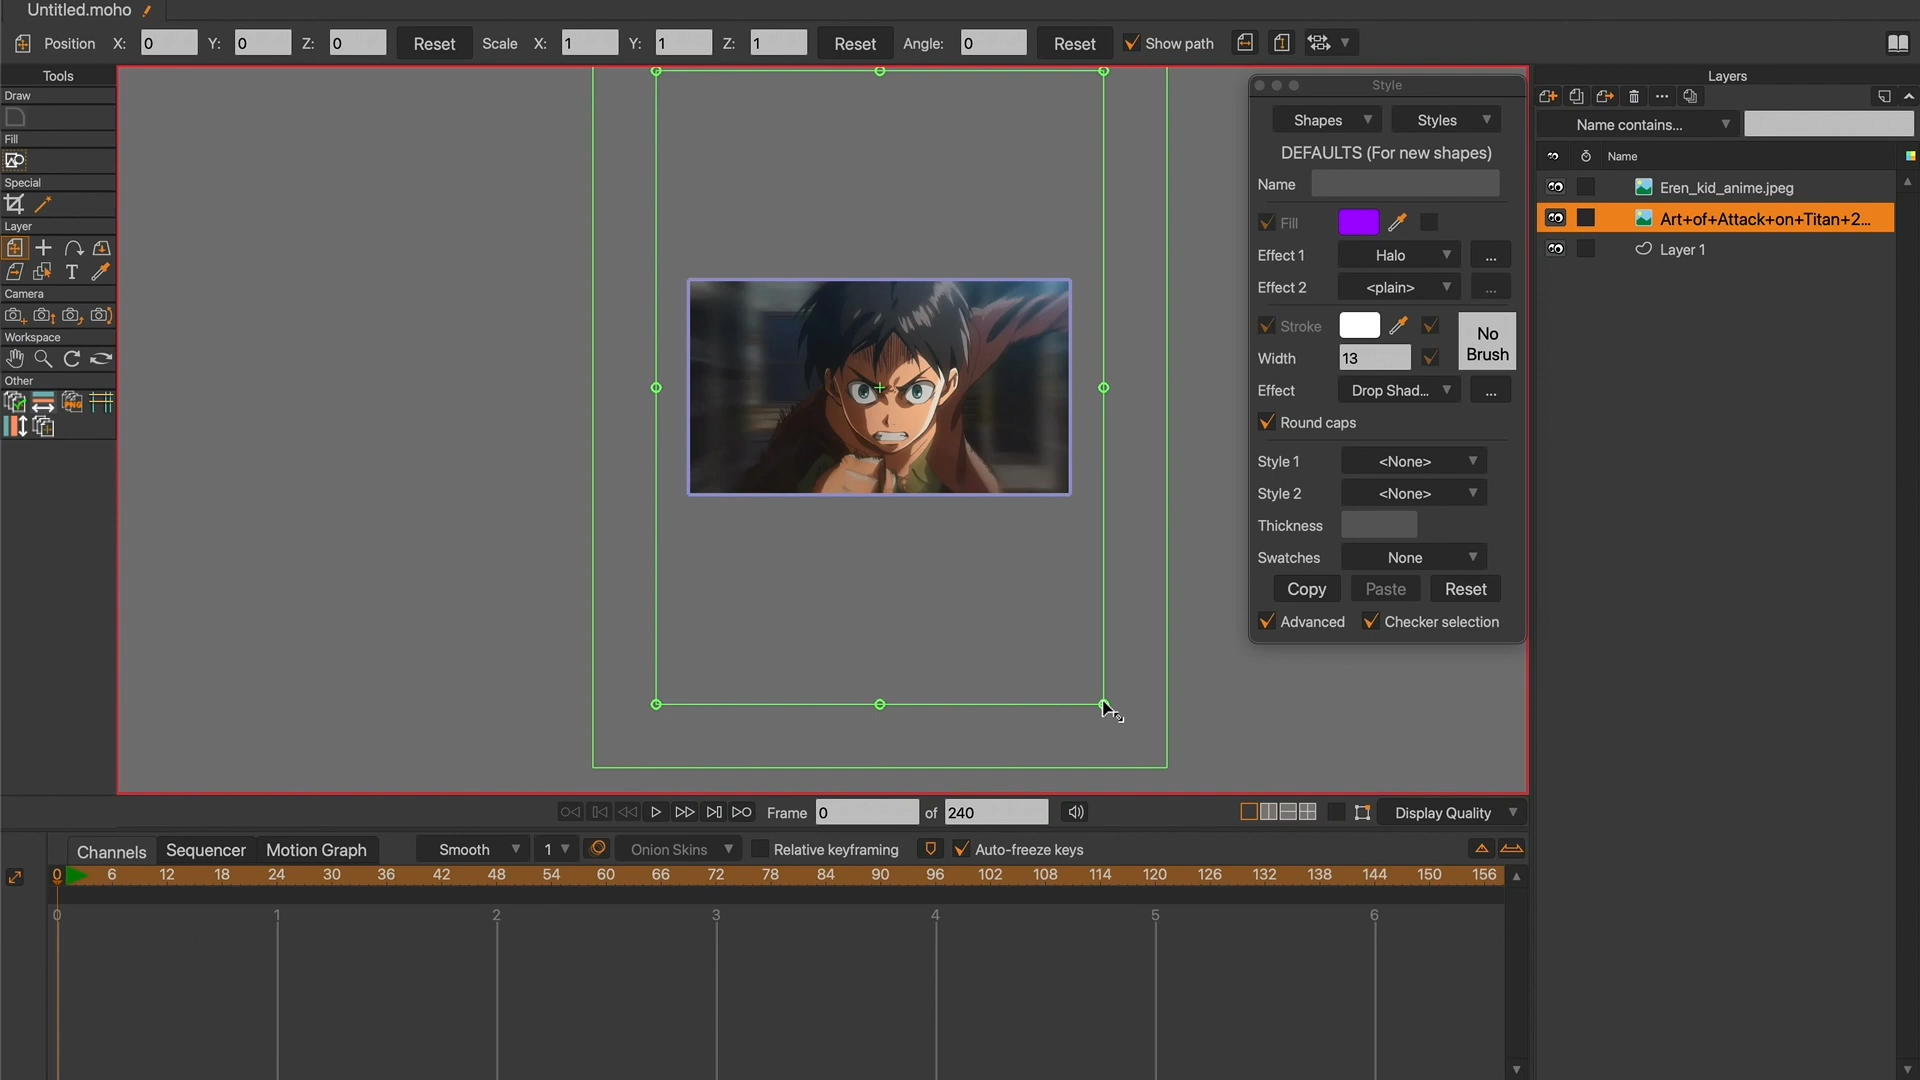 Untitled.moho
Position X: 0 Y: 0 Z: 0 Reset Scale X: 1 Y: 1 Z: 1 Reset Angle: 0 Reset Show path
Tools
Draw
Fill
Special
Layer
T
Camera
Workspace
Other
PNG
Style
Shapes Styles
DEFAULTS (For new shapes)
Name
Fill
Effect 1 Halo ...
Effect 2 <plain> ...
Stroke
No Brush
Width 13
Effect Drop Shad... ...
Round caps
Style 1 <None>
Style 2 <None>
Thickness
Swatches None
Copy Paste Reset
Advanced Checker selection
Layers
Name contains...
Name
Eren_kid_anime.jpeg
Art+of+Attack+on+Titan+2...
Layer 1
Frame 0 of 240 Display Quality
Channels Sequencer Motion Graph Smooth 1 Onion Skins Relative keyframing Auto-freeze keys
0 6 12 18 24 30 36 42 48 54 60 66 72 78 84 90 96 102 108 114 120 126 132 138 144 150 156
0 1 2 3 4 5 6